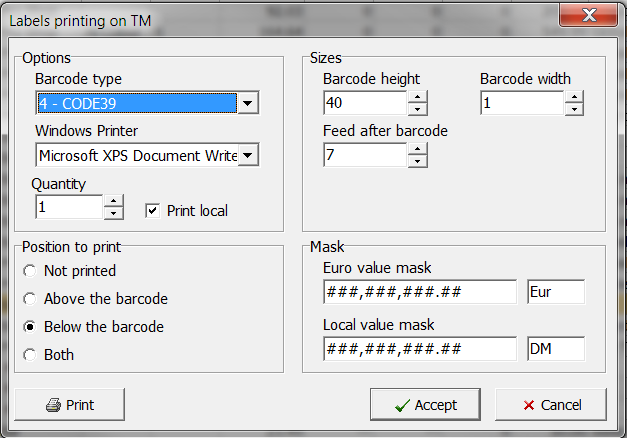 Labels printing on TM
Options
Barcode type
4 - CODE39
Windows Printer
Microsoft XPS Document Write
Quantity
1
Print local
Sizes
Barcode height
40
Barcode width
1
Feed after barcode
7
Position to print
Not printed
Above the barcode
Below the barcode
Both
Mask
Euro value mask
###,###,###.## Eur
Local value mask
###,###,###.## DM
Print
Accept
Cancel